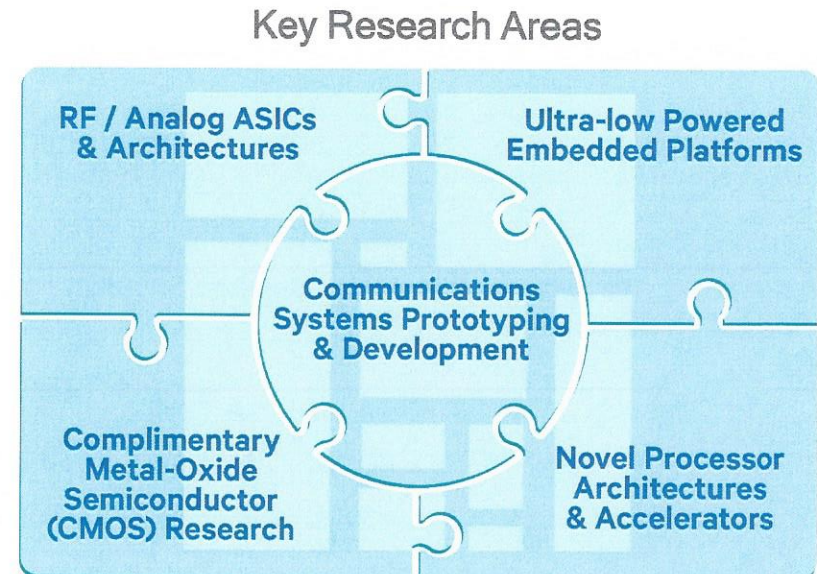 Key Research Areas
RF / Analog ASICs
& Architectures
Ultra-low Powered
Embedded Platforms
Communications
Systems Prototyping
& Development
Complimentary
Metal-Oxide
Semiconductor
(CMOS) Research
Novel Processor
Architectures
& Accelerators